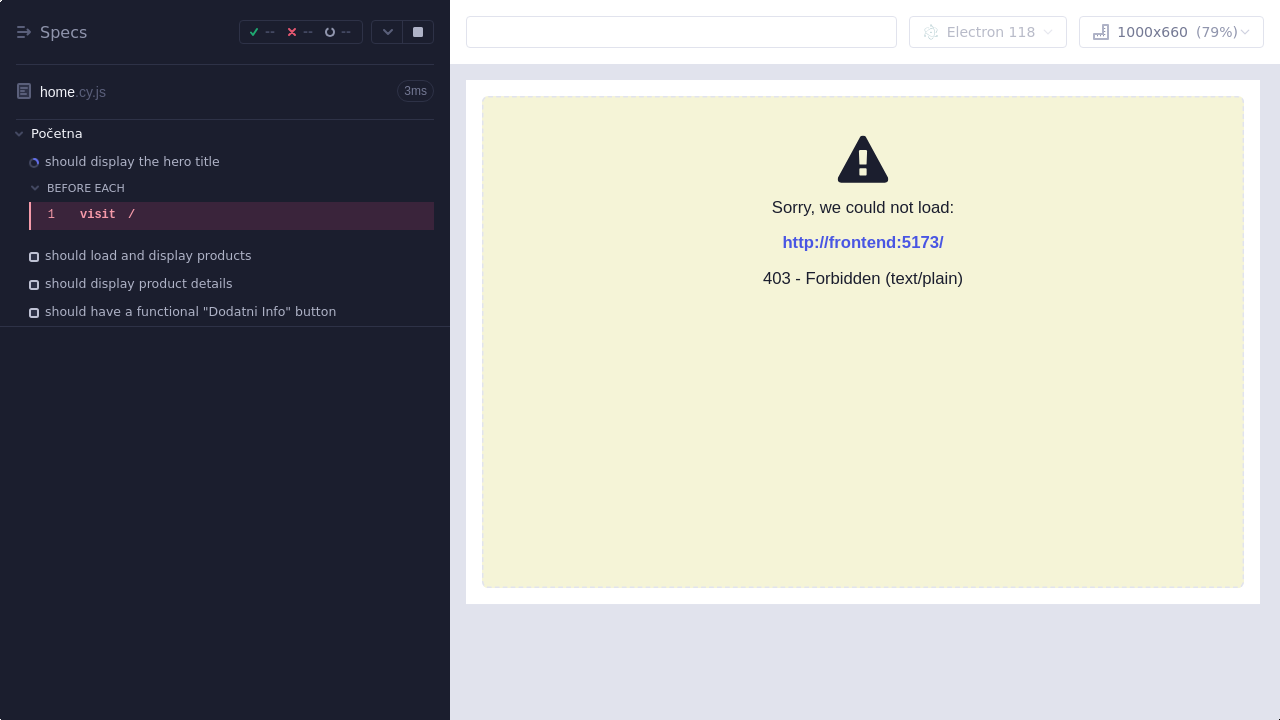 Specs
--
--
--
home.cy.js
3ms
Početna
should display the hero title
BEFORE EACH
1 visit /
should load and display products
should display product details
should have a functional "Dodatni Info" button
Electron 118
1000x660 (79%)
Sorry, we could not load:
http://frontend:5173/
403 - Forbidden (text/plain)